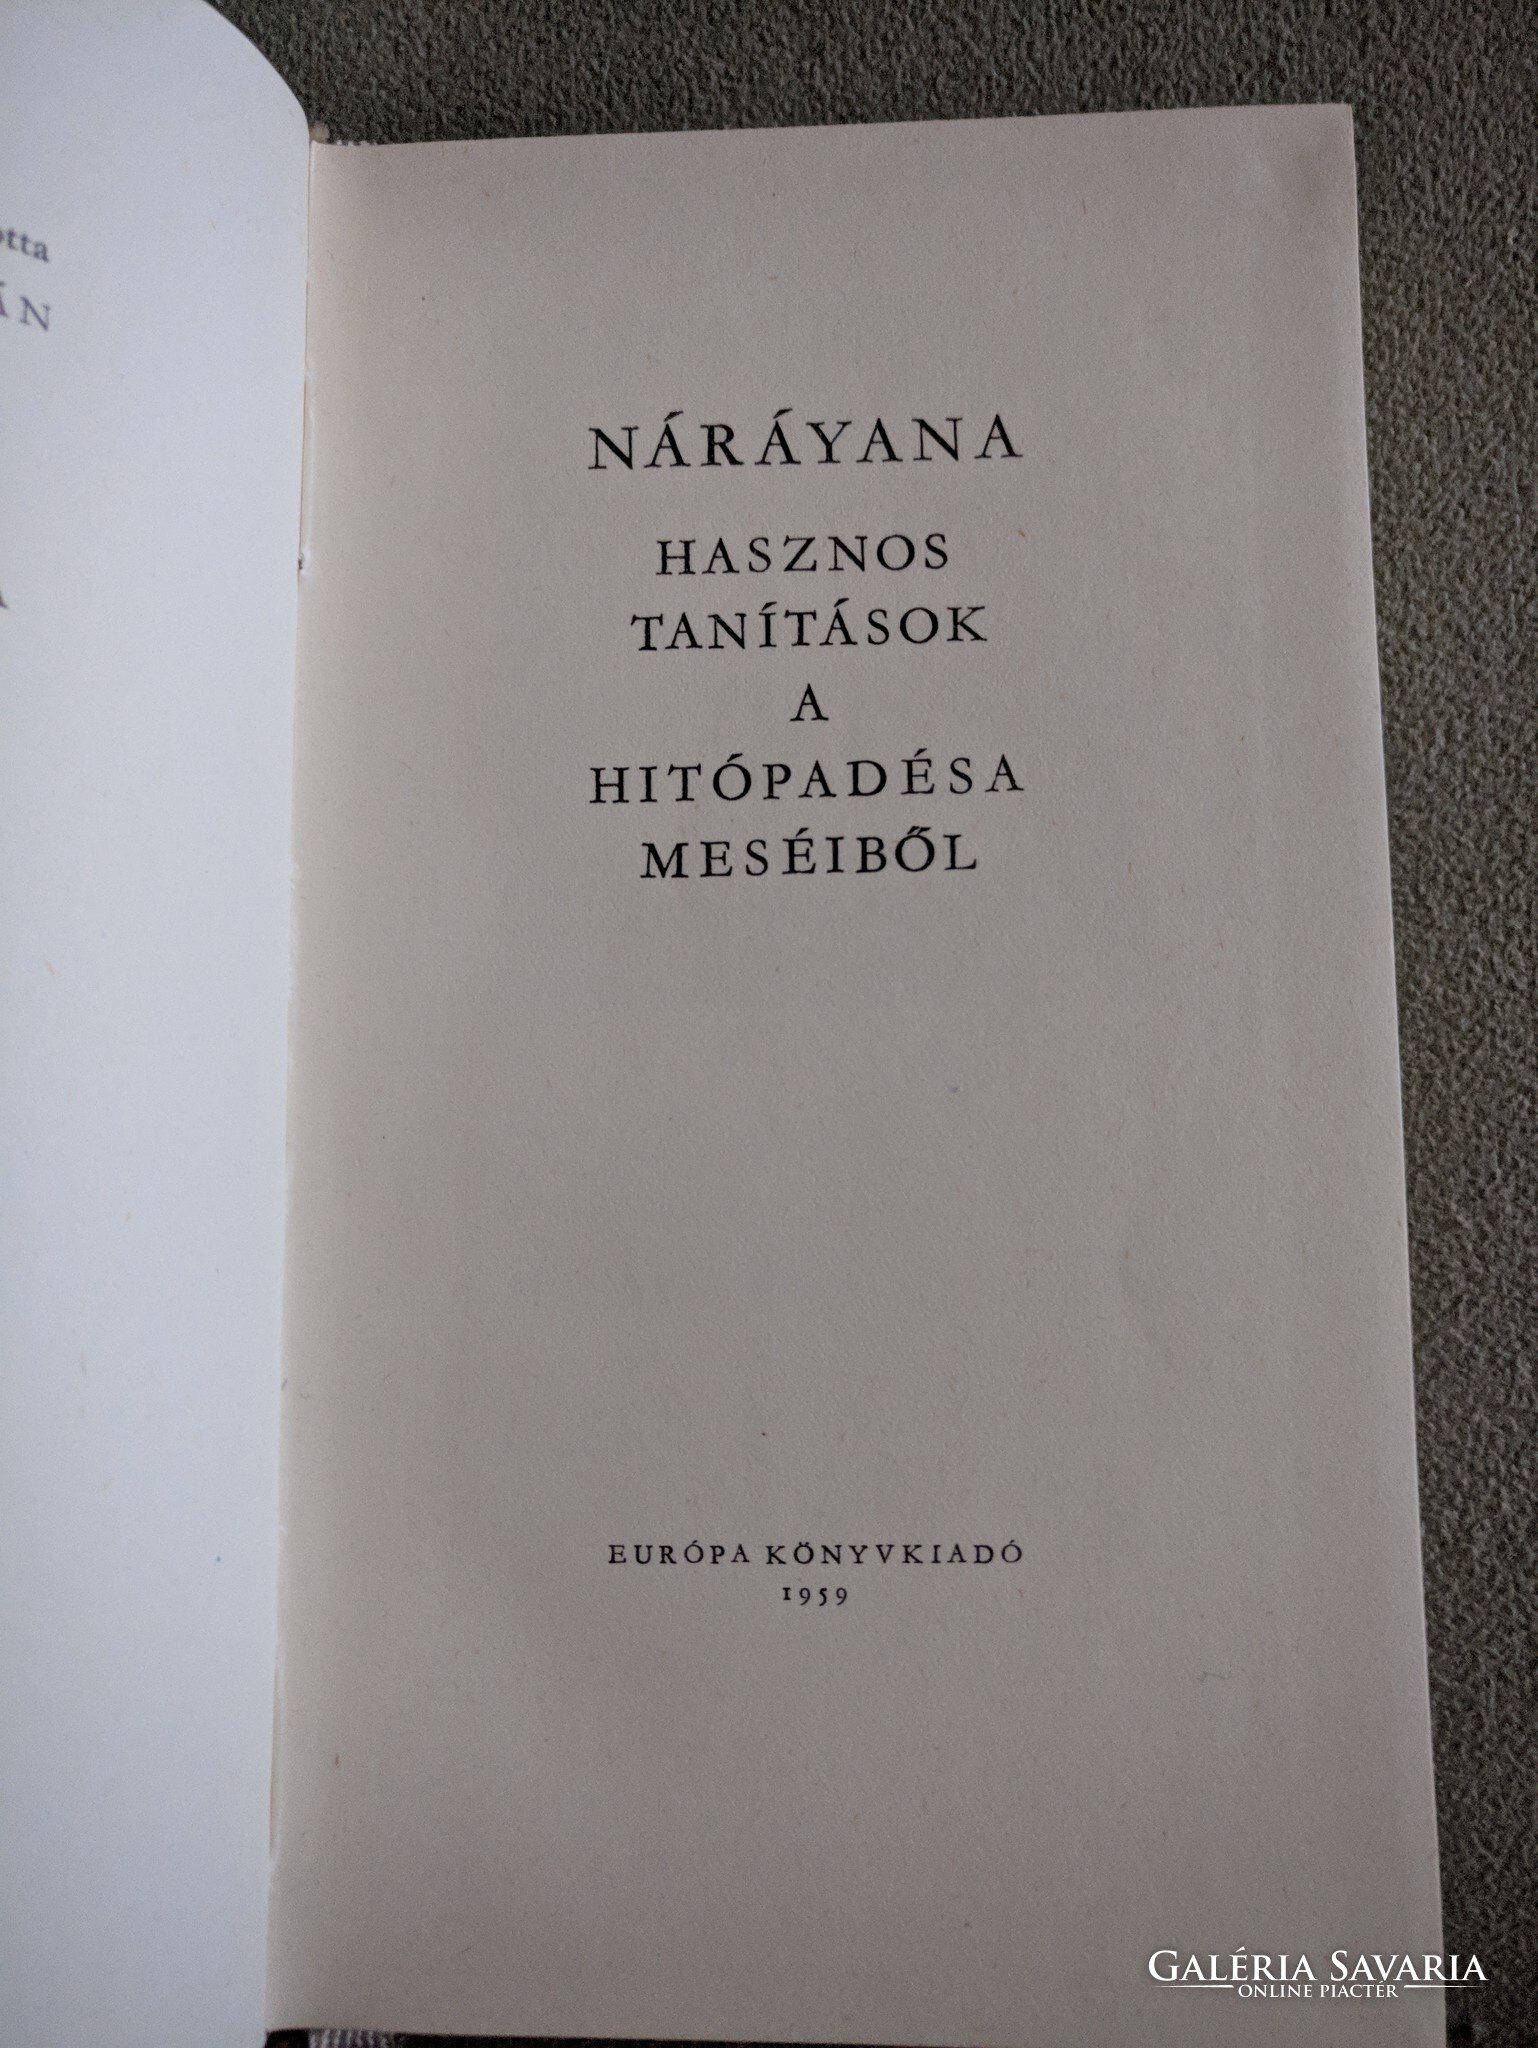 NÁRÁYANA
HASZNOS
TANÍTÁSOK
A
HITÓPADÉSA
MESÉIBŐL
EURÓPA KÖNYVKIADÓ
1959
GALÉRIA SAVARIA
ONLINE PIACTÉR